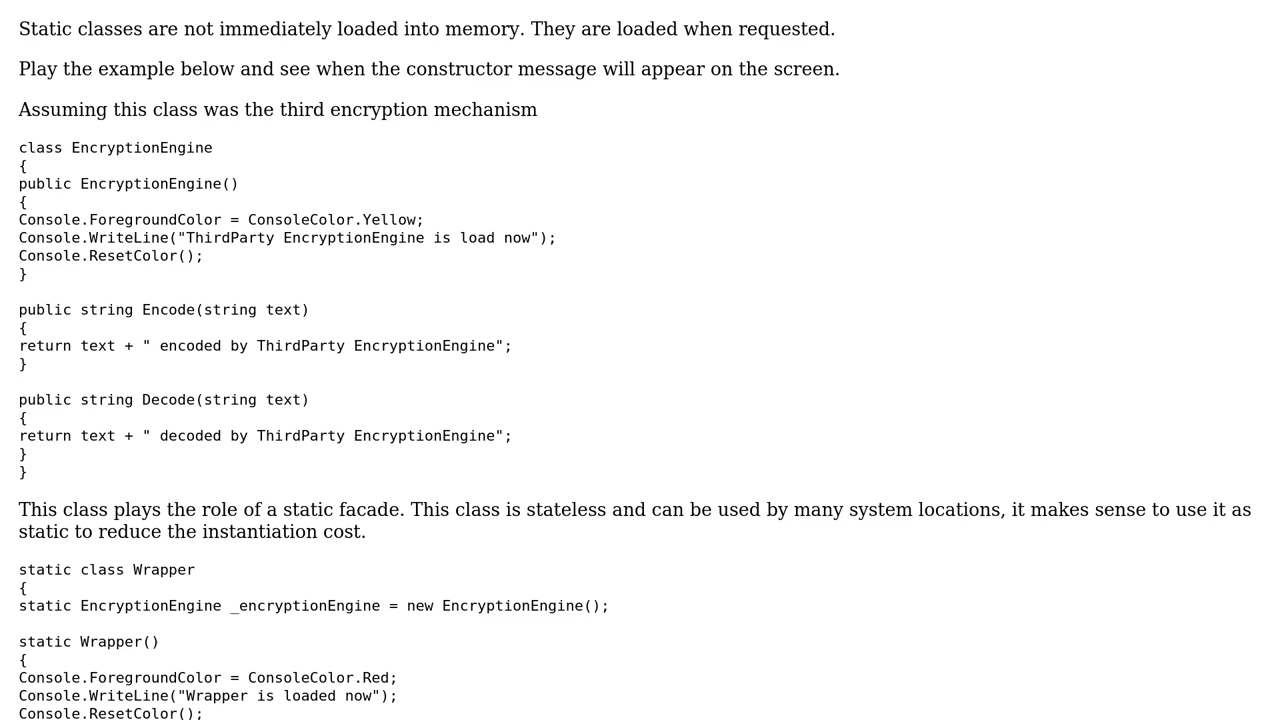 Static classes are not immediately loaded into memory. They are loaded when requested.
Play the example below and see when the constructor message will appear on the screen.
Assuming this class was the third encryption mechanism
class EncryptionEngine
{
public EncryptionEngine()
{
Console.ForegroundColor = ConsoleColor.Yellow;
Console.WriteLine("ThirdParty EncryptionEngine is load now");
Console.ResetColor();
}
public string Encode(string text)
{
return text + " encoded by ThirdParty EncryptionEngine";
}
public string Decode(string text)
{
return text + " decoded by ThirdParty EncryptionEngine";
}
}
This class plays the role of a static facade. This class is stateless and can be used by many system locations, it makes sense to use it as
static to reduce the instantiation cost.
static class Wrapper
{
static EncryptionEngine _encryptionEngine = new EncryptionEngine();
static Wrapper()
{
Console.ForegroundColor = ConsoleColor.Red;
Console.WriteLine("Wrapper is loaded now");
Console.ResetColor();